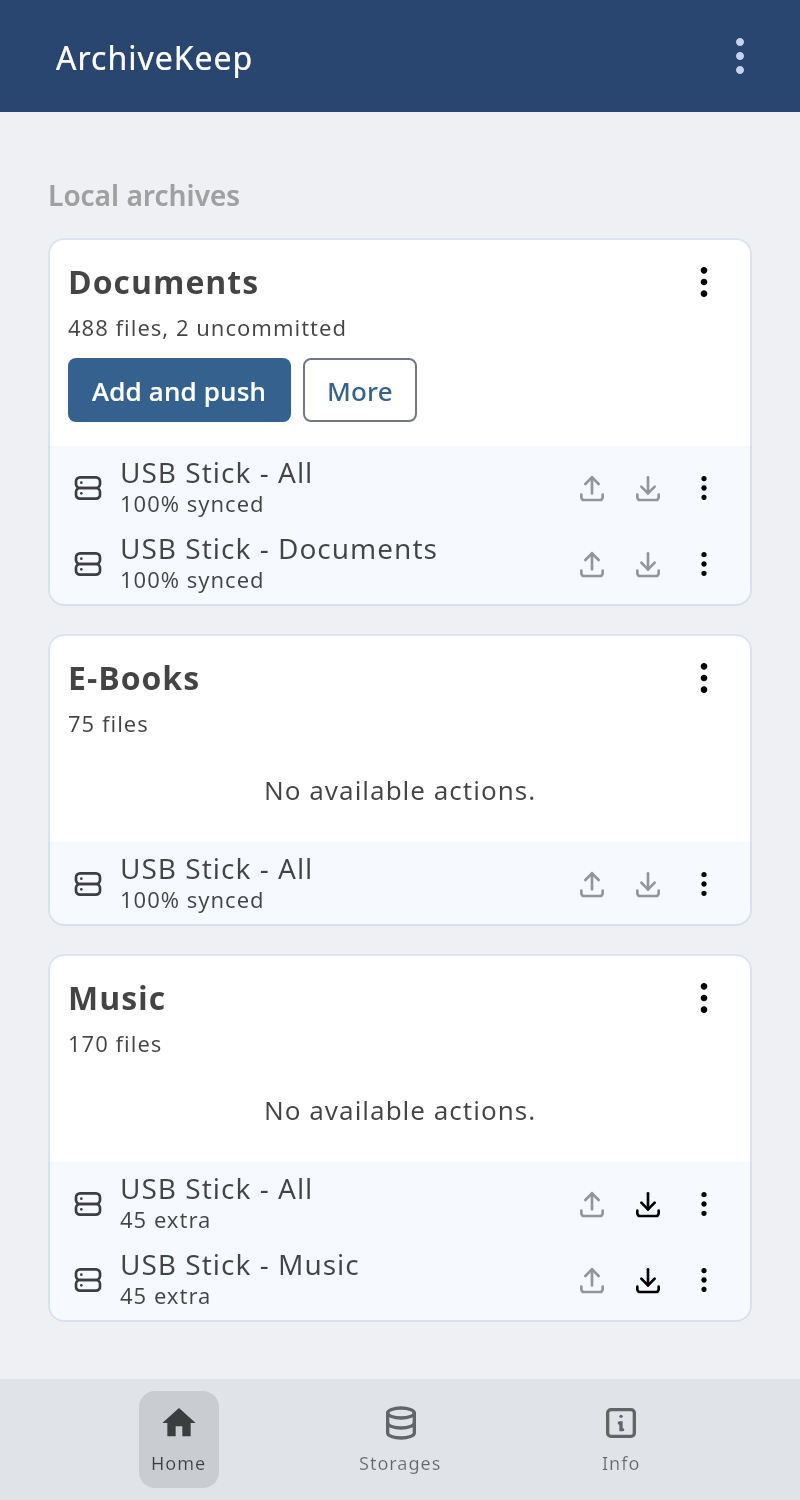 ArchiveKeep
Local archives
Documents
488 files, 2 uncommitted
Add and push More
USB Stick - All
100% synced
USB Stick - Documents
100% synced
E-Books
75 files
No available actions.
USB Stick - All
100% synced
Music
170 files
No available actions.
USB Stick - All
45 extra
USB Stick - Music
45 extra
Home Storages Info